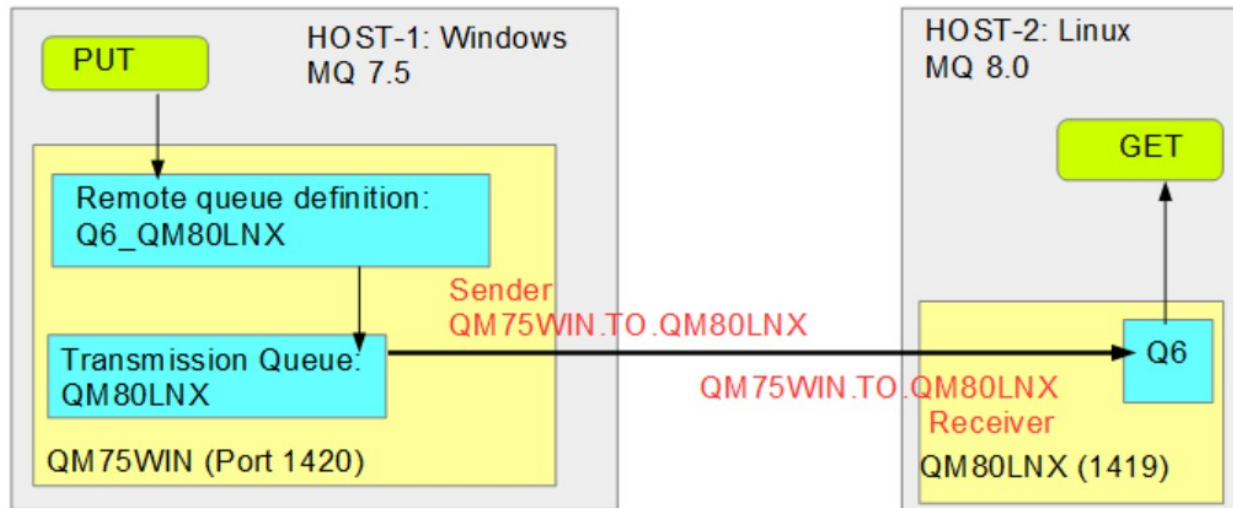 PUT
HOST-1: Windows
MQ 7.5
Remote queue definition:
Q6_QM80LNX
Transmission Queue:
QM80LNX
QM75WIN (Port 1420)
Sender
QM75WIN.TO.QM80LNX
QM75WIN.TO.QM80LNX
Receiver
HOST-2: Linux
MQ 8.0
GET
Q6
QM80LNX (1419)